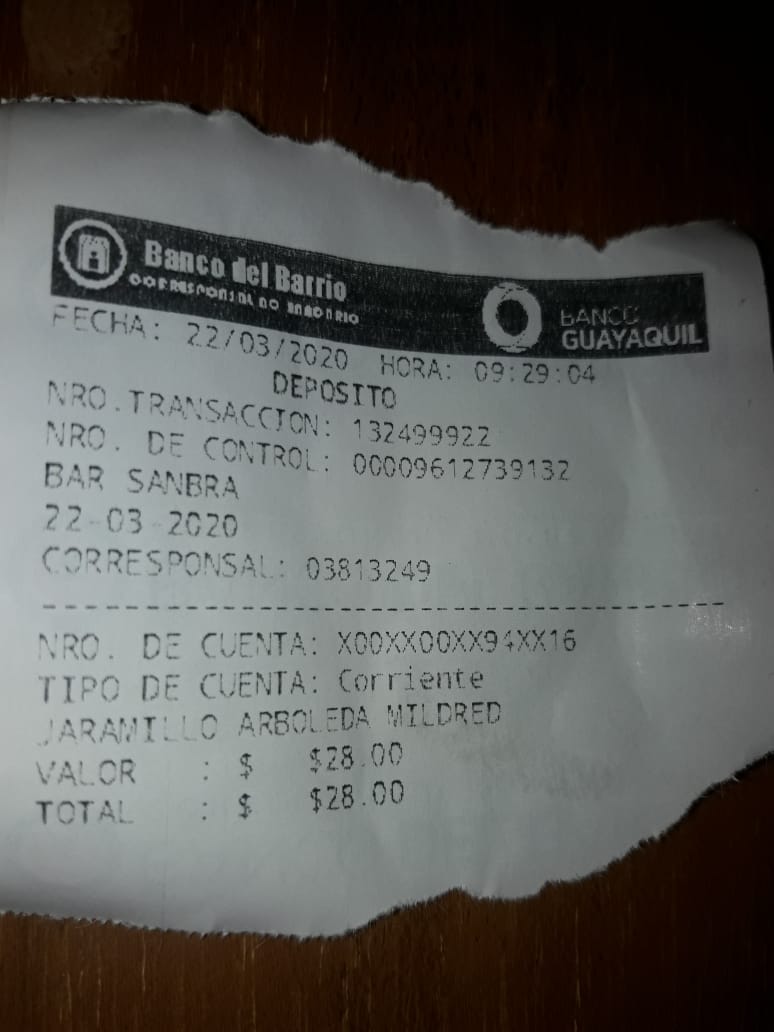 Banco del Barrio
CORRESPONSAL NO BANCARIO
BANCO
GUAYAQUIL
FECHA: 22/03/2020 HORA: 09:29:04
DEPOSITO
NRO.TRANSACCION: 132499922
NRO. DE CONTROL: 00009612739132
BAR SANBRA
22-03-2020
CORRESPONSAL: 03813249
--------------------------------------------------
NRO. DE CUENTA: X00XX00XX94XX16
TIPO DE CUENTA: Corriente
JARAMILLO ARBOLEDA MILDRED
VALOR : $ $28.00
TOTAL : $ $28.00